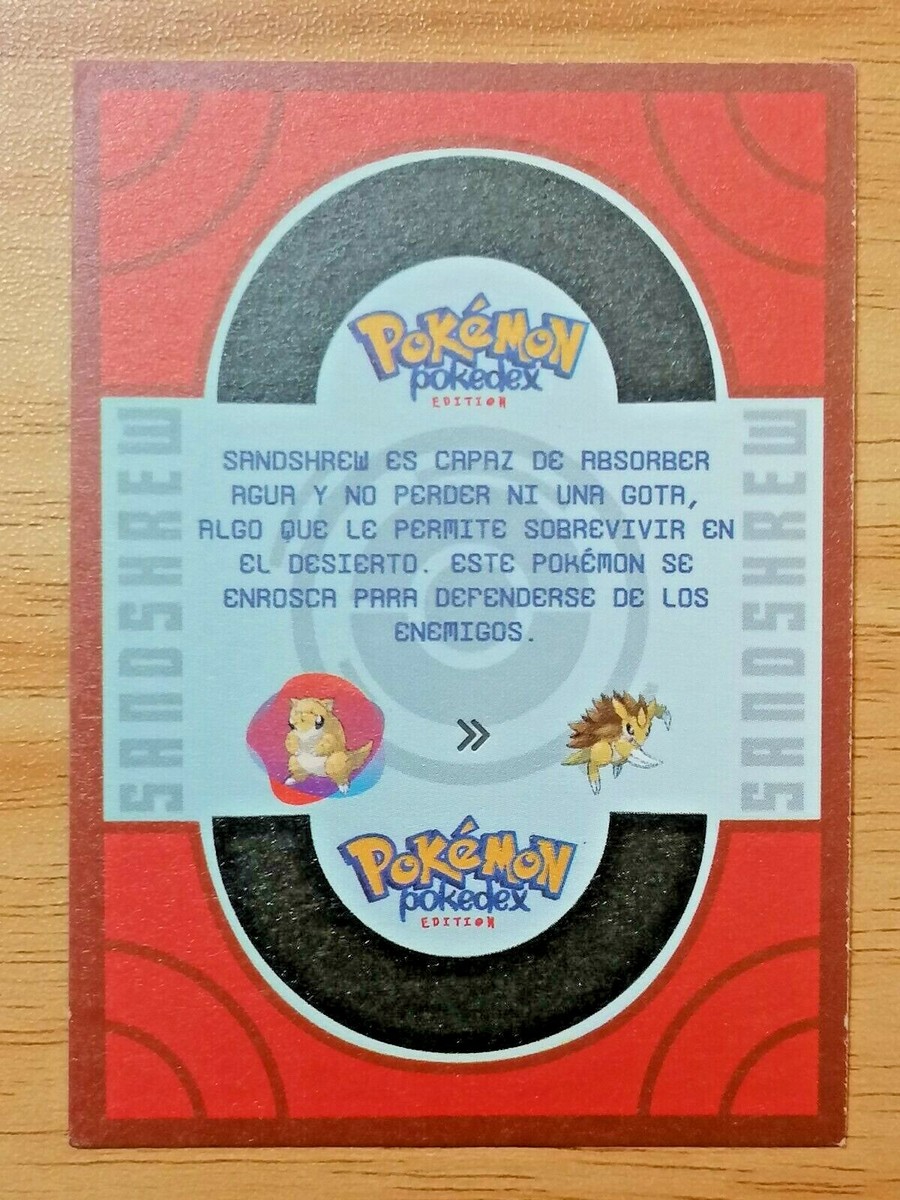 Pokémon
pokedex
EDITION
SANDSHREW
SANDSHREW
SANDSHREW ES CAPAZ DE ABSORBER
AGUA Y NO PERDER NI UNA GOTA,
ALGO QUE LE PERMITE SOBREVIVIR EN
EL DESIERTO. ESTE POKÉMON SE
ENROSCA PARA DEFENDERSE DE LOS
ENEMIGOS.
»
Pokémon
pokedex
EDITION